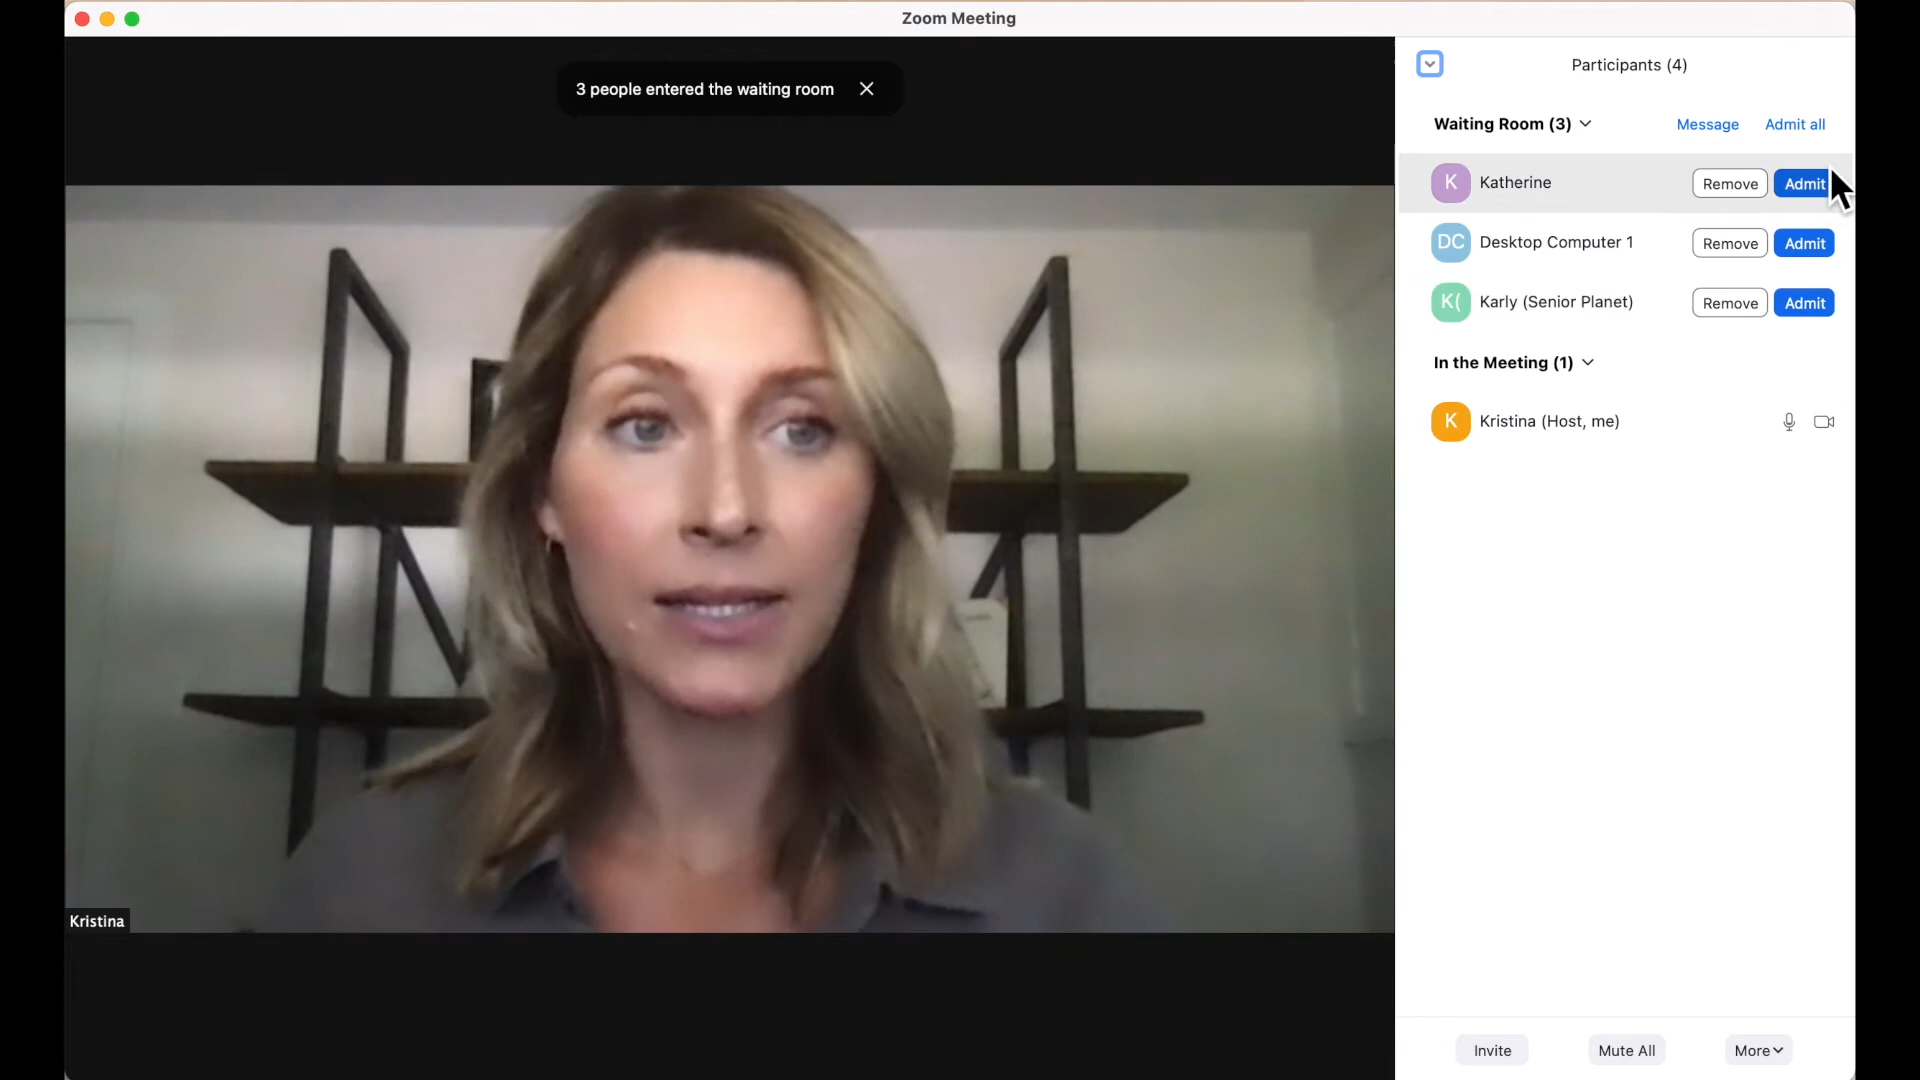 Zoom Meeting
3 people entered the waiting room
Participants (4)
Waiting Room (3) Message Admit all
K Katherine Remove Admit
DC Desktop Computer 1 Remove Admit
K( Karly (Senior Planet) Remove Admit
In the Meeting (1)
K Kristina (Host, me)
Kristina
Invite Mute All More